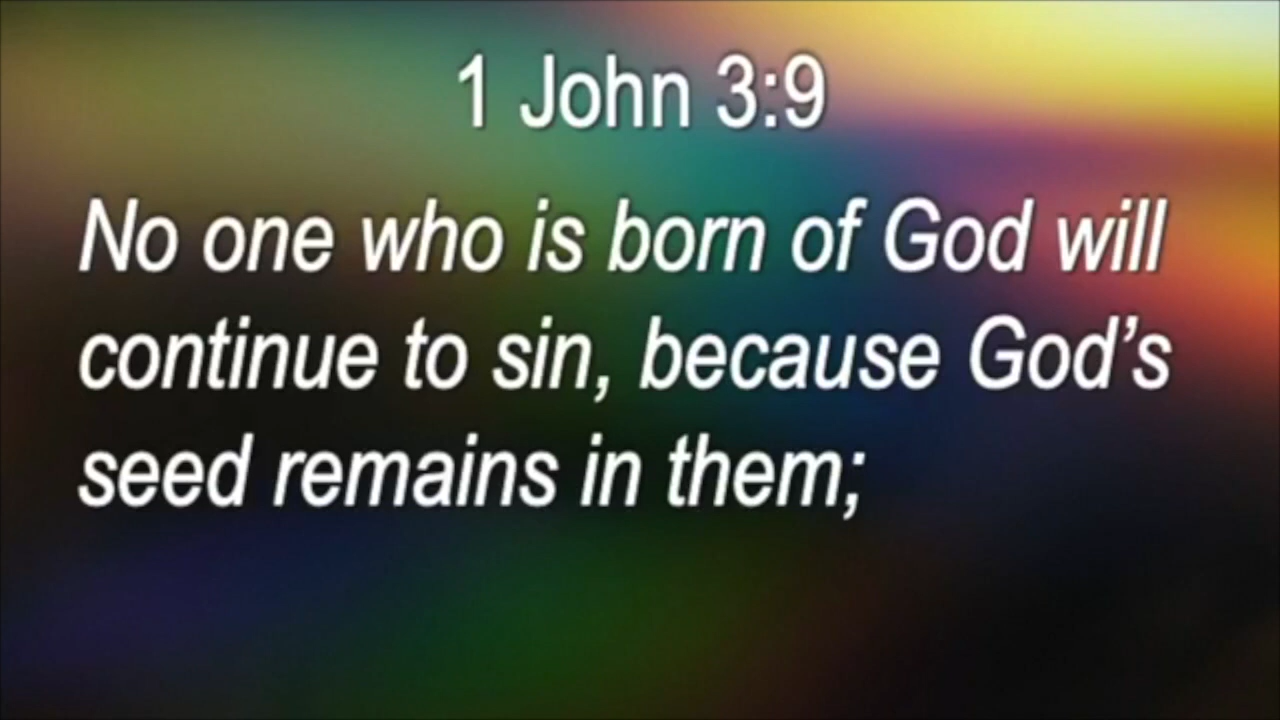 1 John 3:9
No one who is born of God will
continue to sin, because God’s
seed remains in them;